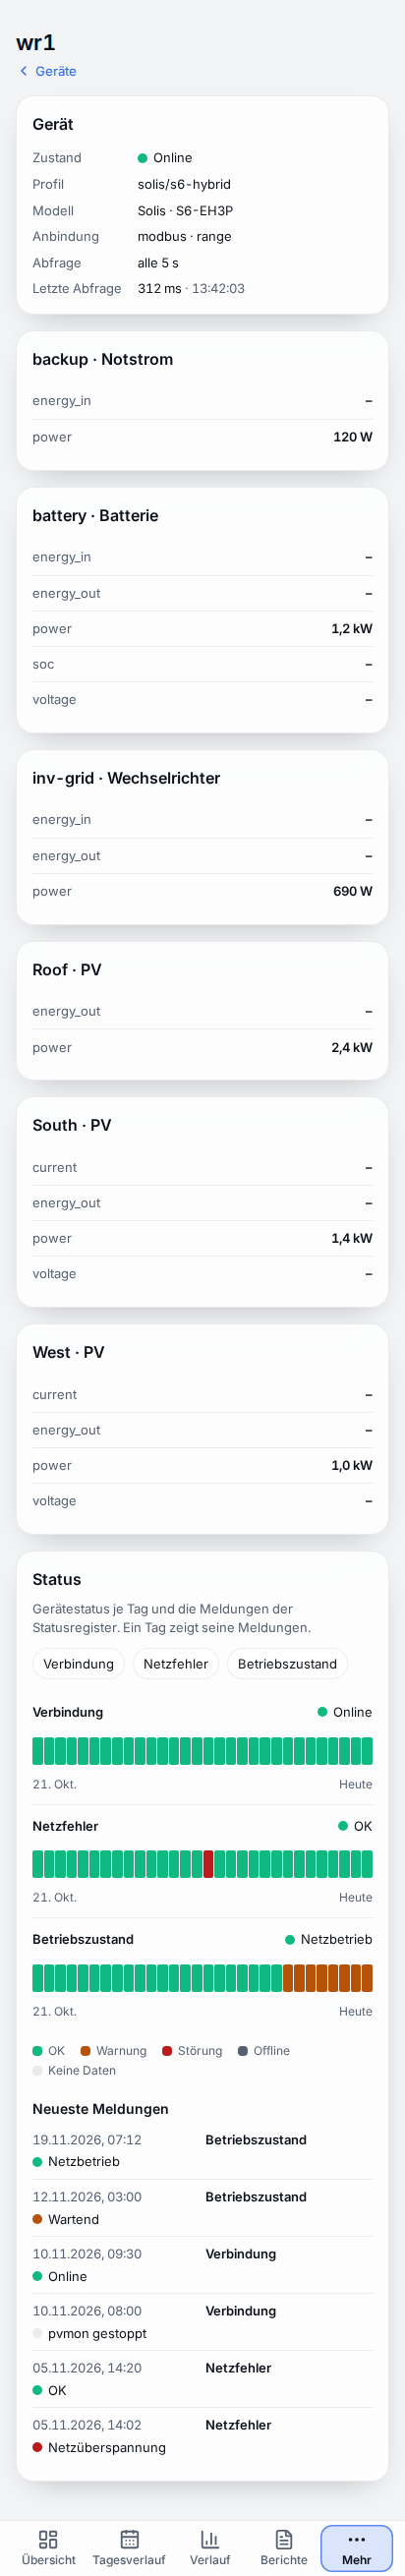 wr1
Geräte
Gerät
Zustand Online
Profil solis/s6-hybrid
Modell Solis · S6-EH3P
Anbindung modbus · range
Abfrage alle 5 s
Letzte Abfrage 312 ms · 13:42:03
backup · Notstrom
energy_in –
power 120 W
battery · Batterie
energy_in –
energy_out –
power 1,2 kW
soc –
voltage –
inv-grid · Wechselrichter
energy_in –
energy_out –
power 690 W
Roof · PV
energy_out –
power 2,4 kW
South · PV
current –
energy_out –
power 1,4 kW
voltage –
West · PV
current –
energy_out –
power 1,0 kW
voltage –
Status
Gerätestatus je Tag und die Meldungen der
Statusregister. Ein Tag zeigt seine Meldungen.
Verbindung Netzfehler Betriebszustand
Verbindung Online
21. Okt. Heute
Netzfehler OK
21. Okt. Heute
Betriebszustand Netzbetrieb
21. Okt. Heute
OK Warnung Störung Offline
Keine Daten
Neueste Meldungen
19.11.2026, 07:12 Betriebszustand
Netzbetrieb
12.11.2026, 03:00 Betriebszustand
Wartend
10.11.2026, 09:30 Verbindung
Online
10.11.2026, 08:00 Verbindung
pvmon gestoppt
05.11.2026, 14:20 Netzfehler
OK
05.11.2026, 14:02 Netzfehler
Netzüberspannung
Übersicht Tagesverlauf Verlauf Berichte Mehr